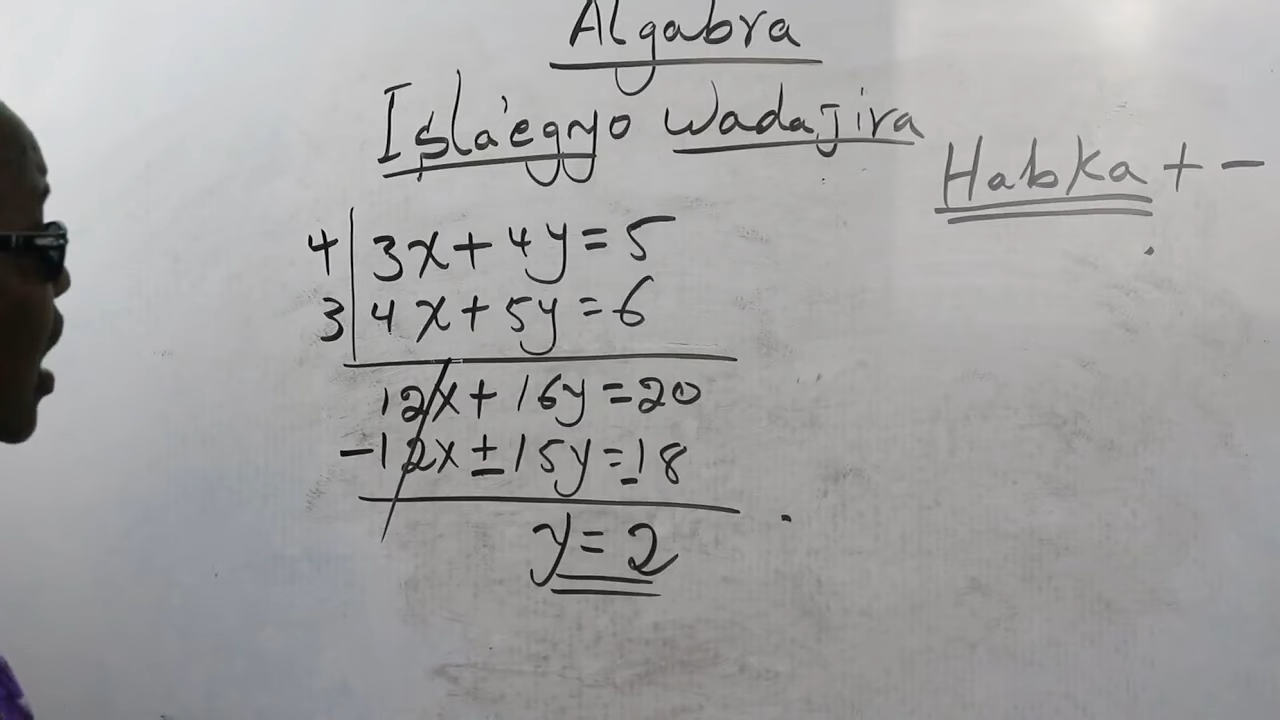 Algabra
Isla'egyo Wadajira
Habka + -
4 | 3x + 4y = 5
3 | 4x + 5y = 6
12x + 16y = 20
-12x ± 15y = -18
y = 2